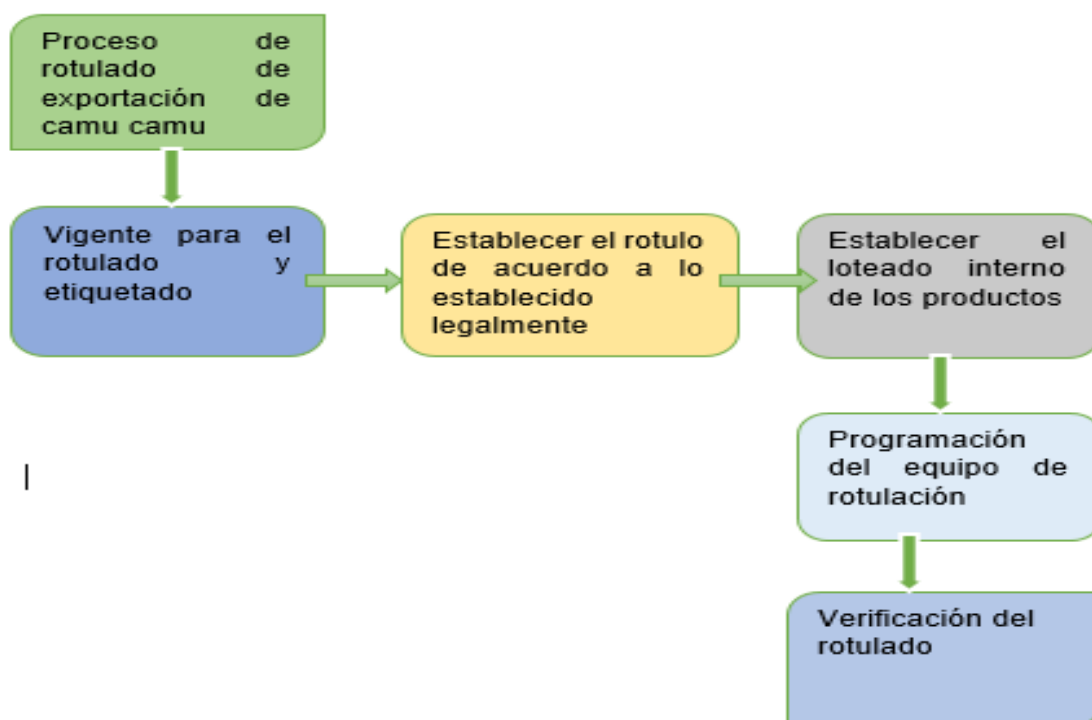 Proceso de
rotulado de
exportación de
camu camu
Vigente para el
rotulado y
etiquetado
Establecer el rotulo
de acuerdo a lo
establecido
legalmente
Establecer el
loteado interno
de los productos
Programación
del equipo de
rotulación
Verificación del
rotulado